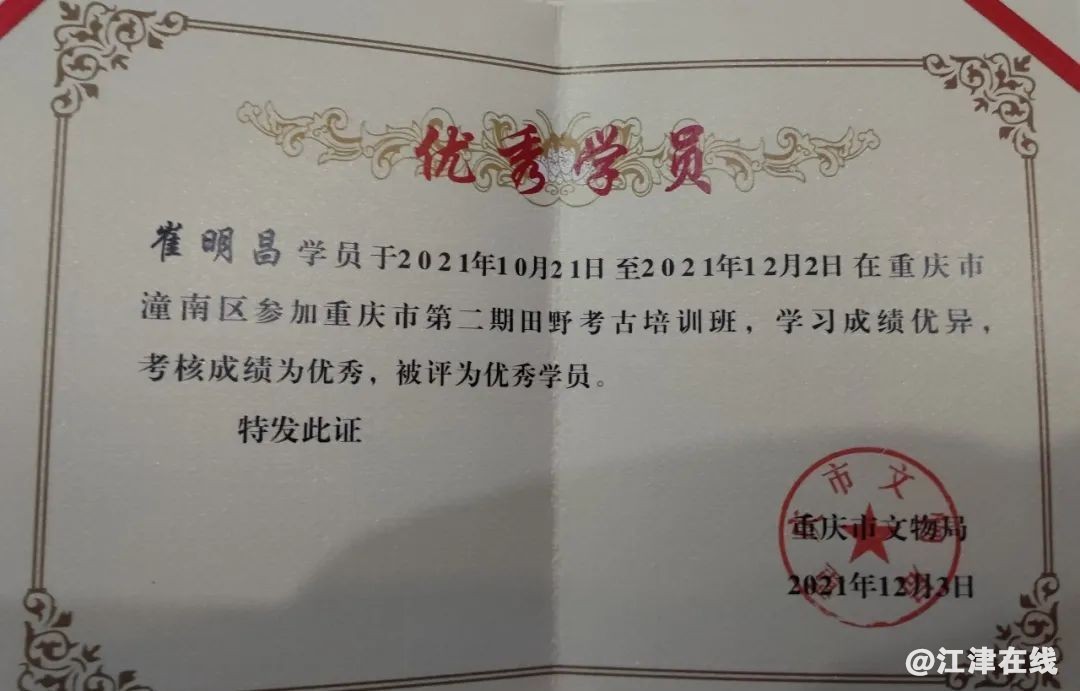 优秀学员
崔明昌学员于2021年10月21日至2021年12月2日在重庆市
潼南区参加重庆市第二期田野考古培训班，学习成绩优异，
考核成绩为优秀，被评为优秀学员。
特发此证
市文
重庆市文物局
2021年12月3日
@江津在线